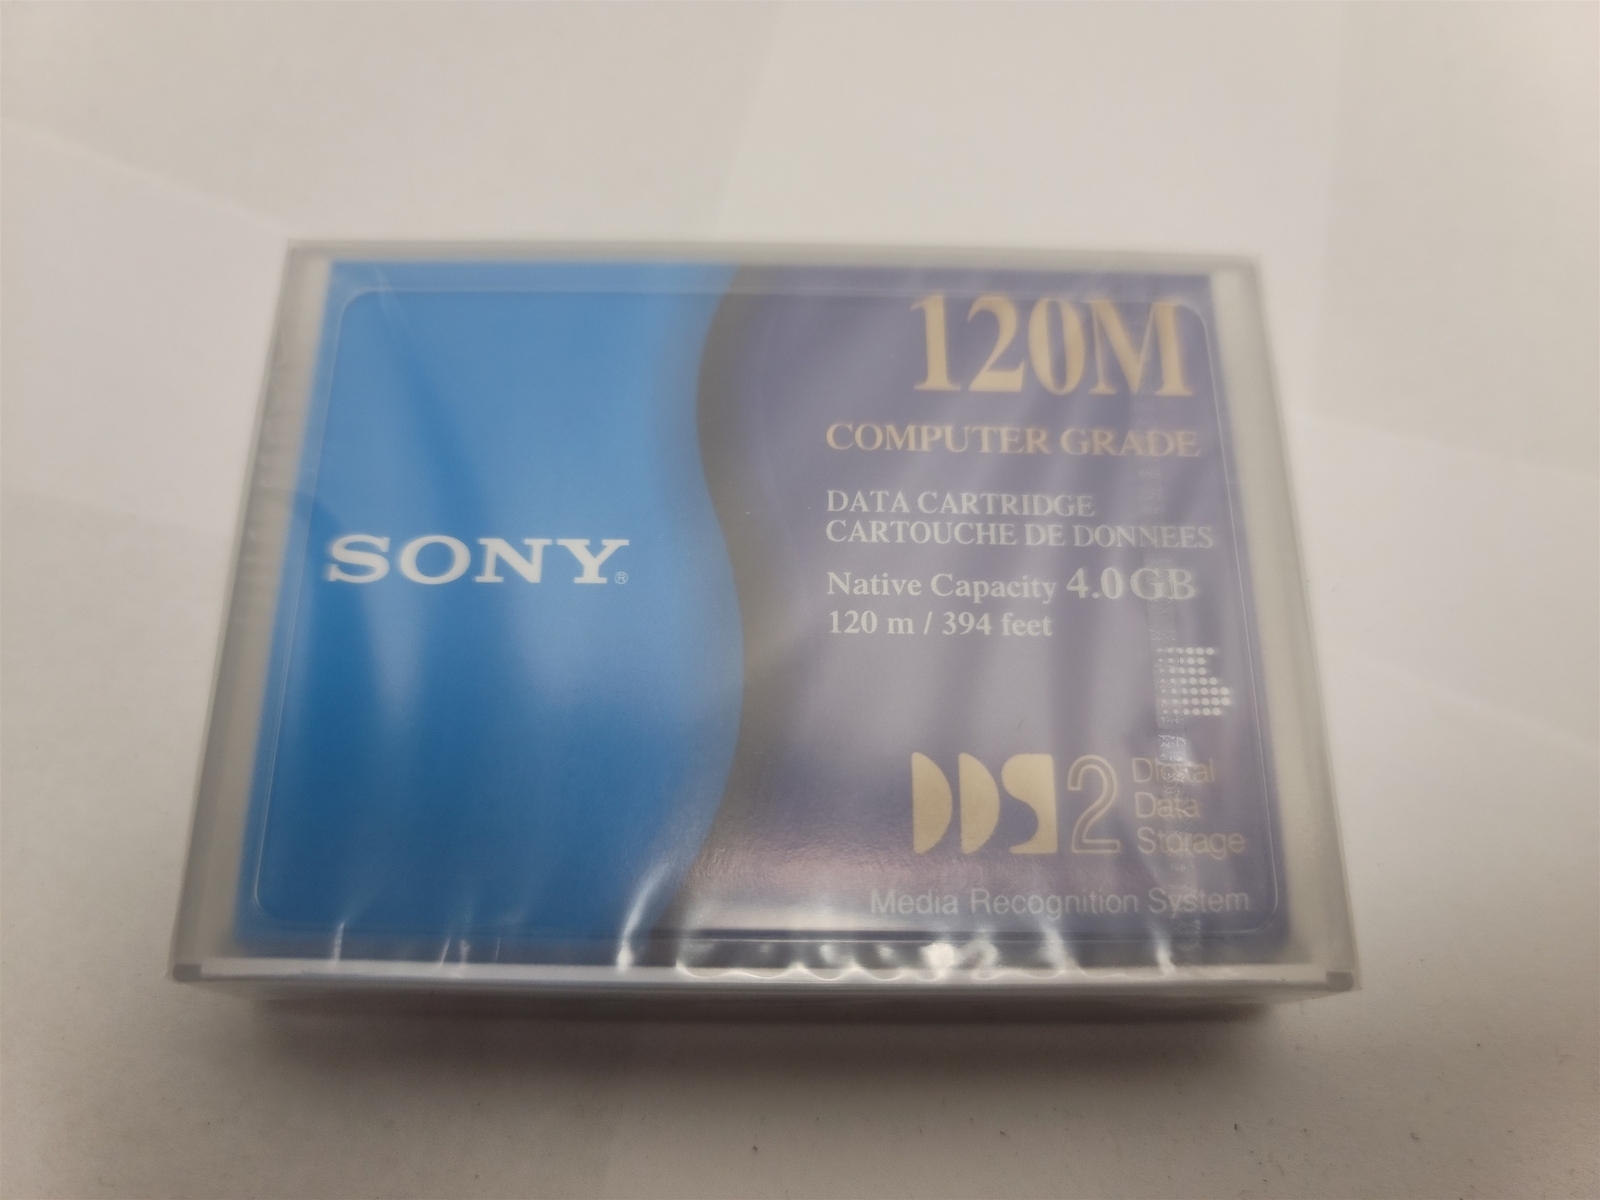 120M
COMPUTER GRADE
DATA CARTRIDGE
CARTOUCHE DE DONNEES
SONY®
Native Capacity 4.0GB
120 m / 394 feet
DDS2 Digital
Data
Storage
Media Recognition System